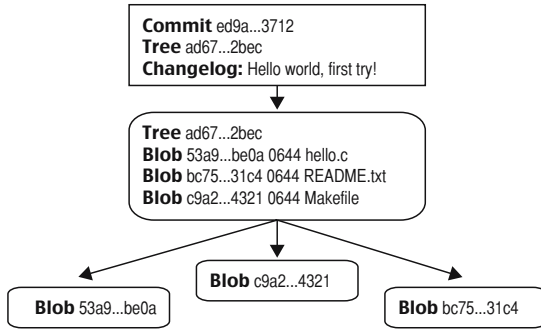 Commit ed9a...3712
Tree ad67...2bec
Changelog: Hello world, first try!
Tree ad67...2bec
Blob 53a9...be0a 0644 hello.c
Blob bc75...31c4 0644 README.txt
Blob c9a2...4321 0644 Makefile
Blob 53a9...be0a
Blob c9a2...4321
Blob bc75...31c4